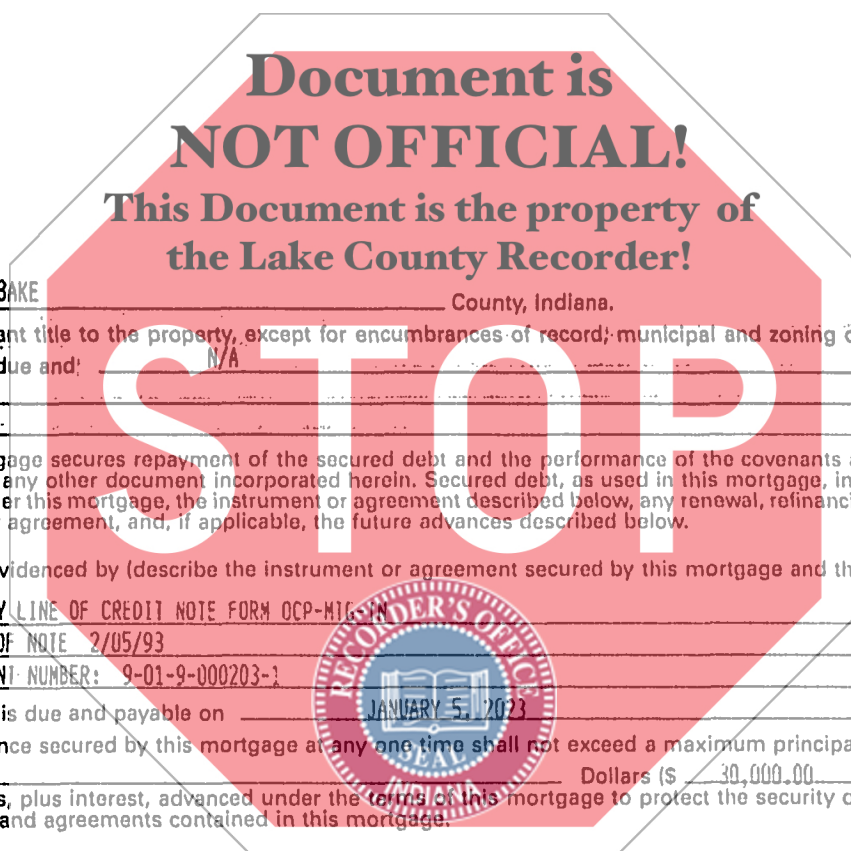 Document is
NOT OFFICIAL!
This Document is the property of
the Lake County Recorder!
BAKE
County, Indiana.
ant title to the property, except for encumbrances of record, municipal and zoning
due and N/A
STOP
gage secures repayment of the secured debt and the performance of the covenants
any other document incorporated herein. Secured debt, as used in this mortgage, in
er this mortgage, the instrument or agreement described below, any renewal, refinanc
agreement, and, if applicable, the future advances described below.
videnced by (describe the instrument or agreement secured by this mortgage and th
Y LINE OF CREDIT NOTE FORM OCP-MTG-IN
OF NOTE 2/05/93
NT NUMBER: 9-01-9-000203-1
is due and payable on JANUARY 5, 2023
nce secured by this mortgage at any one time shall not exceed a maximum principa
Dollars ($ 30,000.00
s, plus interest, advanced under the terms of this mortgage to protect the security o
and agreements contained in this mortgage.
RECORDER'S OFFICE
SEAL
INDIANA